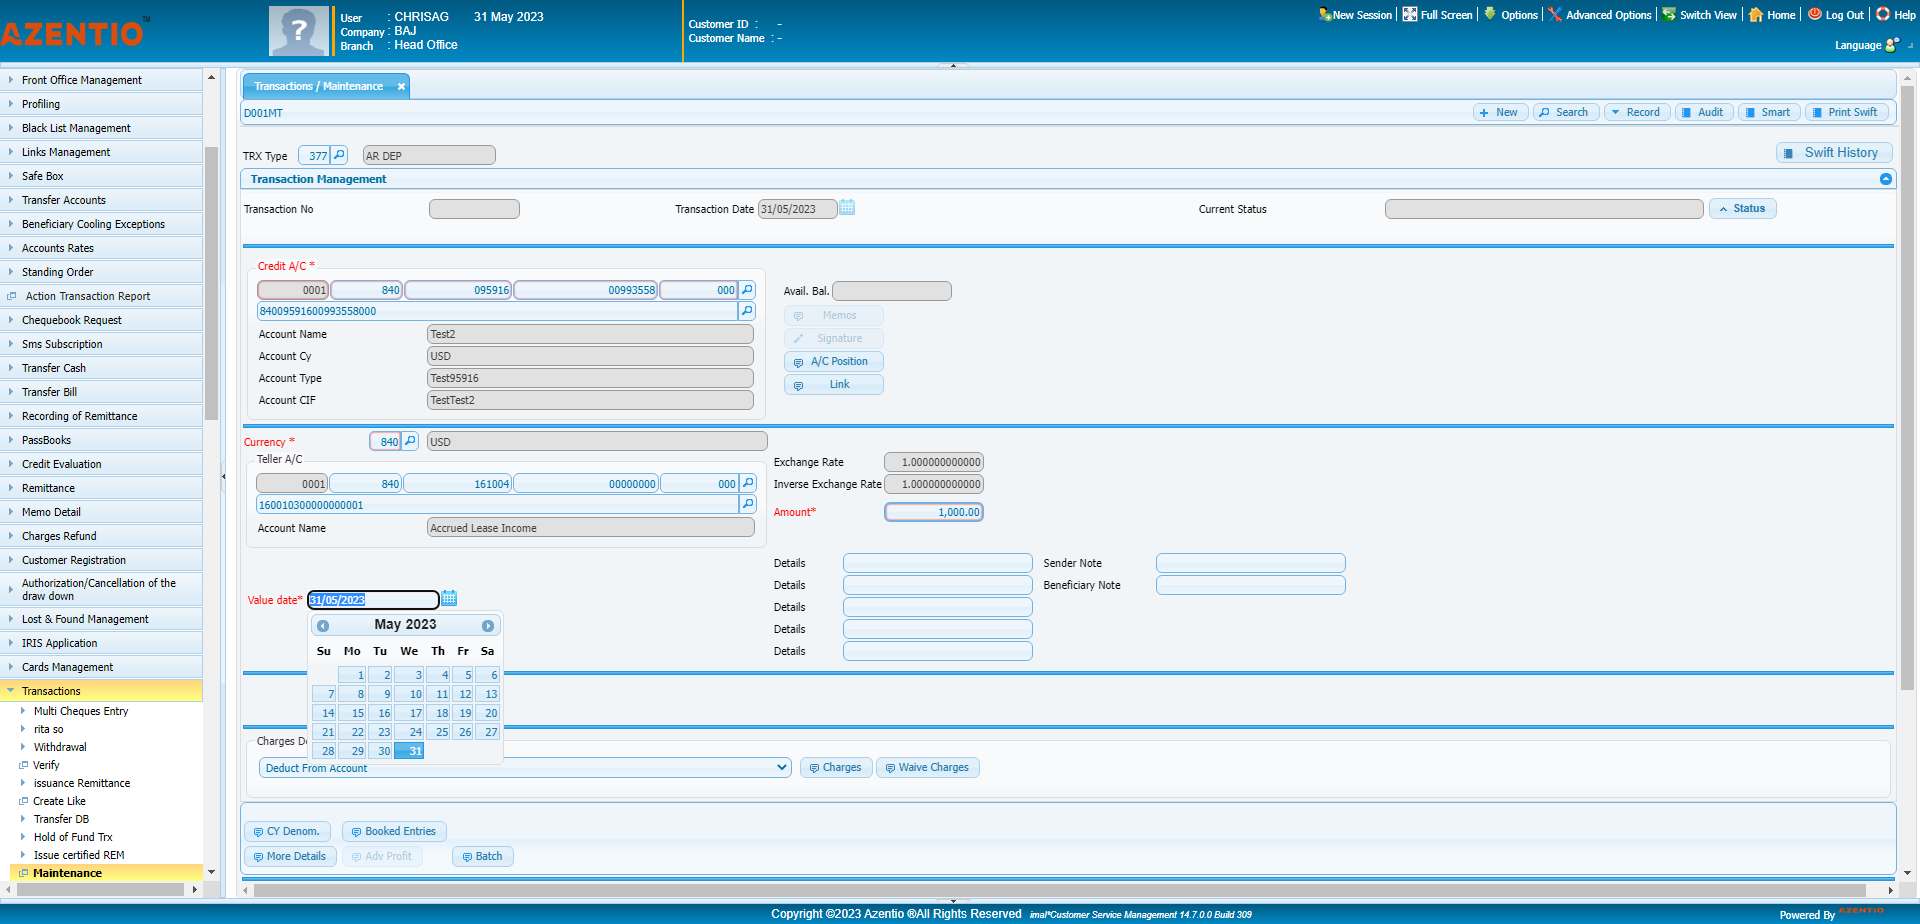 AZENTIO TM
User : CHRISAG 31 May 2023
Company : BAJ
Branch : Head Office
Customer ID : -
Customer Name : -
New Session Full Screen Options Advanced Options Switch View Home Log Out Help
Language
Front Office Management
Profiling
Black List Management
Links Management
Safe Box
Transfer Accounts
Beneficiary Cooling Exceptions
Accounts Rates
Standing Order
Action Transaction Report
Chequebook Request
Sms Subscription
Transfer Cash
Transfer Bill
Recording of Remittance
PassBooks
Credit Evaluation
Remittance
Memo Detail
Charges Refund
Customer Registration
Authorization/Cancellation of the
draw down
Lost & Found Management
IRIS Application
Cards Management
Transactions
Multi Cheques Entry
rita so
Withdrawal
Verify
issuance Remittance
Create Like
Transfer DB
Hold of Fund Trx
Issue certified REM
Maintenance
Transactions / Maintenance
D001MT
New Search Record Audit Smart Print Swift
TRX Type 377 AR DEP
Swift History
Transaction Management
Transaction No Transaction Date 31/05/2023 Current Status Status
Credit A/C *
0001 840 095916 00993558 000
84009591600993558000
Account Name Test2
Account Cy USD
Account Type Test95916
Account CIF TestTest2
Avail. Bal.
Memos
Signature
A/C Position
Link
Currency * 840 USD
Teller A/C
0001 840 161004 00000000 000
160010300000000001
Account Name Accrued Lease Income
Exchange Rate 1.000000000000
Inverse Exchange Rate 1.000000000000
Amount* 1,000.00
Details
Details
Details
Details
Details
Sender Note
Beneficiary Note
Value date* 31/05/2023
May 2023
Su Mo Tu We Th Fr Sa
1 2 3 4 5 6
7 8 9 10 11 12 13
14 15 16 17 18 19 20
21 22 23 24 25 26 27
28 29 30 31
Charges D
Deduct From Account Charges Waive Charges
CY Denom. Booked Entries
More Details Adv Profit Batch
Copyright ©2023 Azentio ®All Rights Reserved imal*Customer Service Management 14.7.0.0 Build 309
Powered By AZENTIO